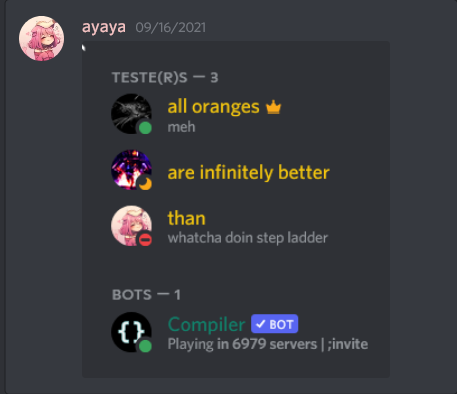 ayaya 09/16/2021
TESTE(R)S — 3
all oranges
meh
are infinitely better
than
whatcha doin step ladder
BOTS — 1
{}
Compiler ✓ BOT
Playing in 6979 servers | ;invite